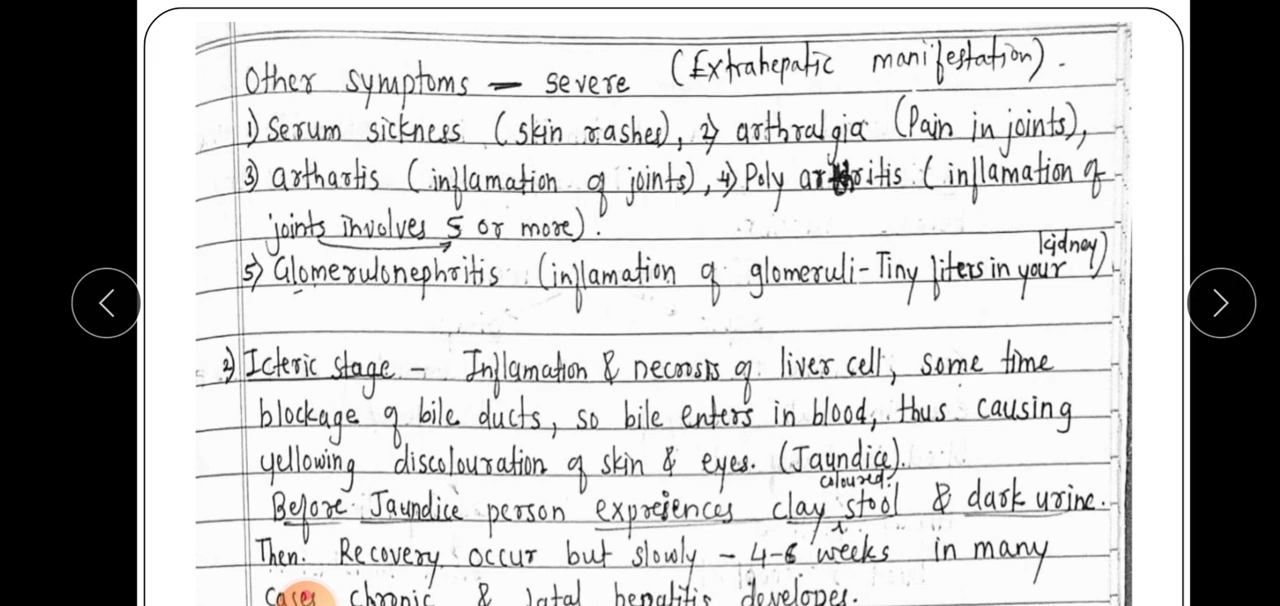 Other symptoms - severe (Extrahepatic manifestation).
1) Serum sickness (skin rashes), 2) arthralgia (Pain in joints),
3) arthartis (inflamation of joints), 4) Poly arthritis (inflamation of
joints involves 5 or more).
5) Glomerulonephritis (inflamation of glomeruli-Tiny filters in your kidney)
2) Icteric stage - Inflamation & necrosis of liver cell, some time
blockage of bile ducts, so bile enters in blood, thus causing
yellowing discolouration of skin & eyes. (Jaundice).
Before Jaundice person expreiences clay coloured stool & dark urine.
Then Recovery occur but slowly - 4-6 weeks in many
cases chronic & fatal hepatitis developes.